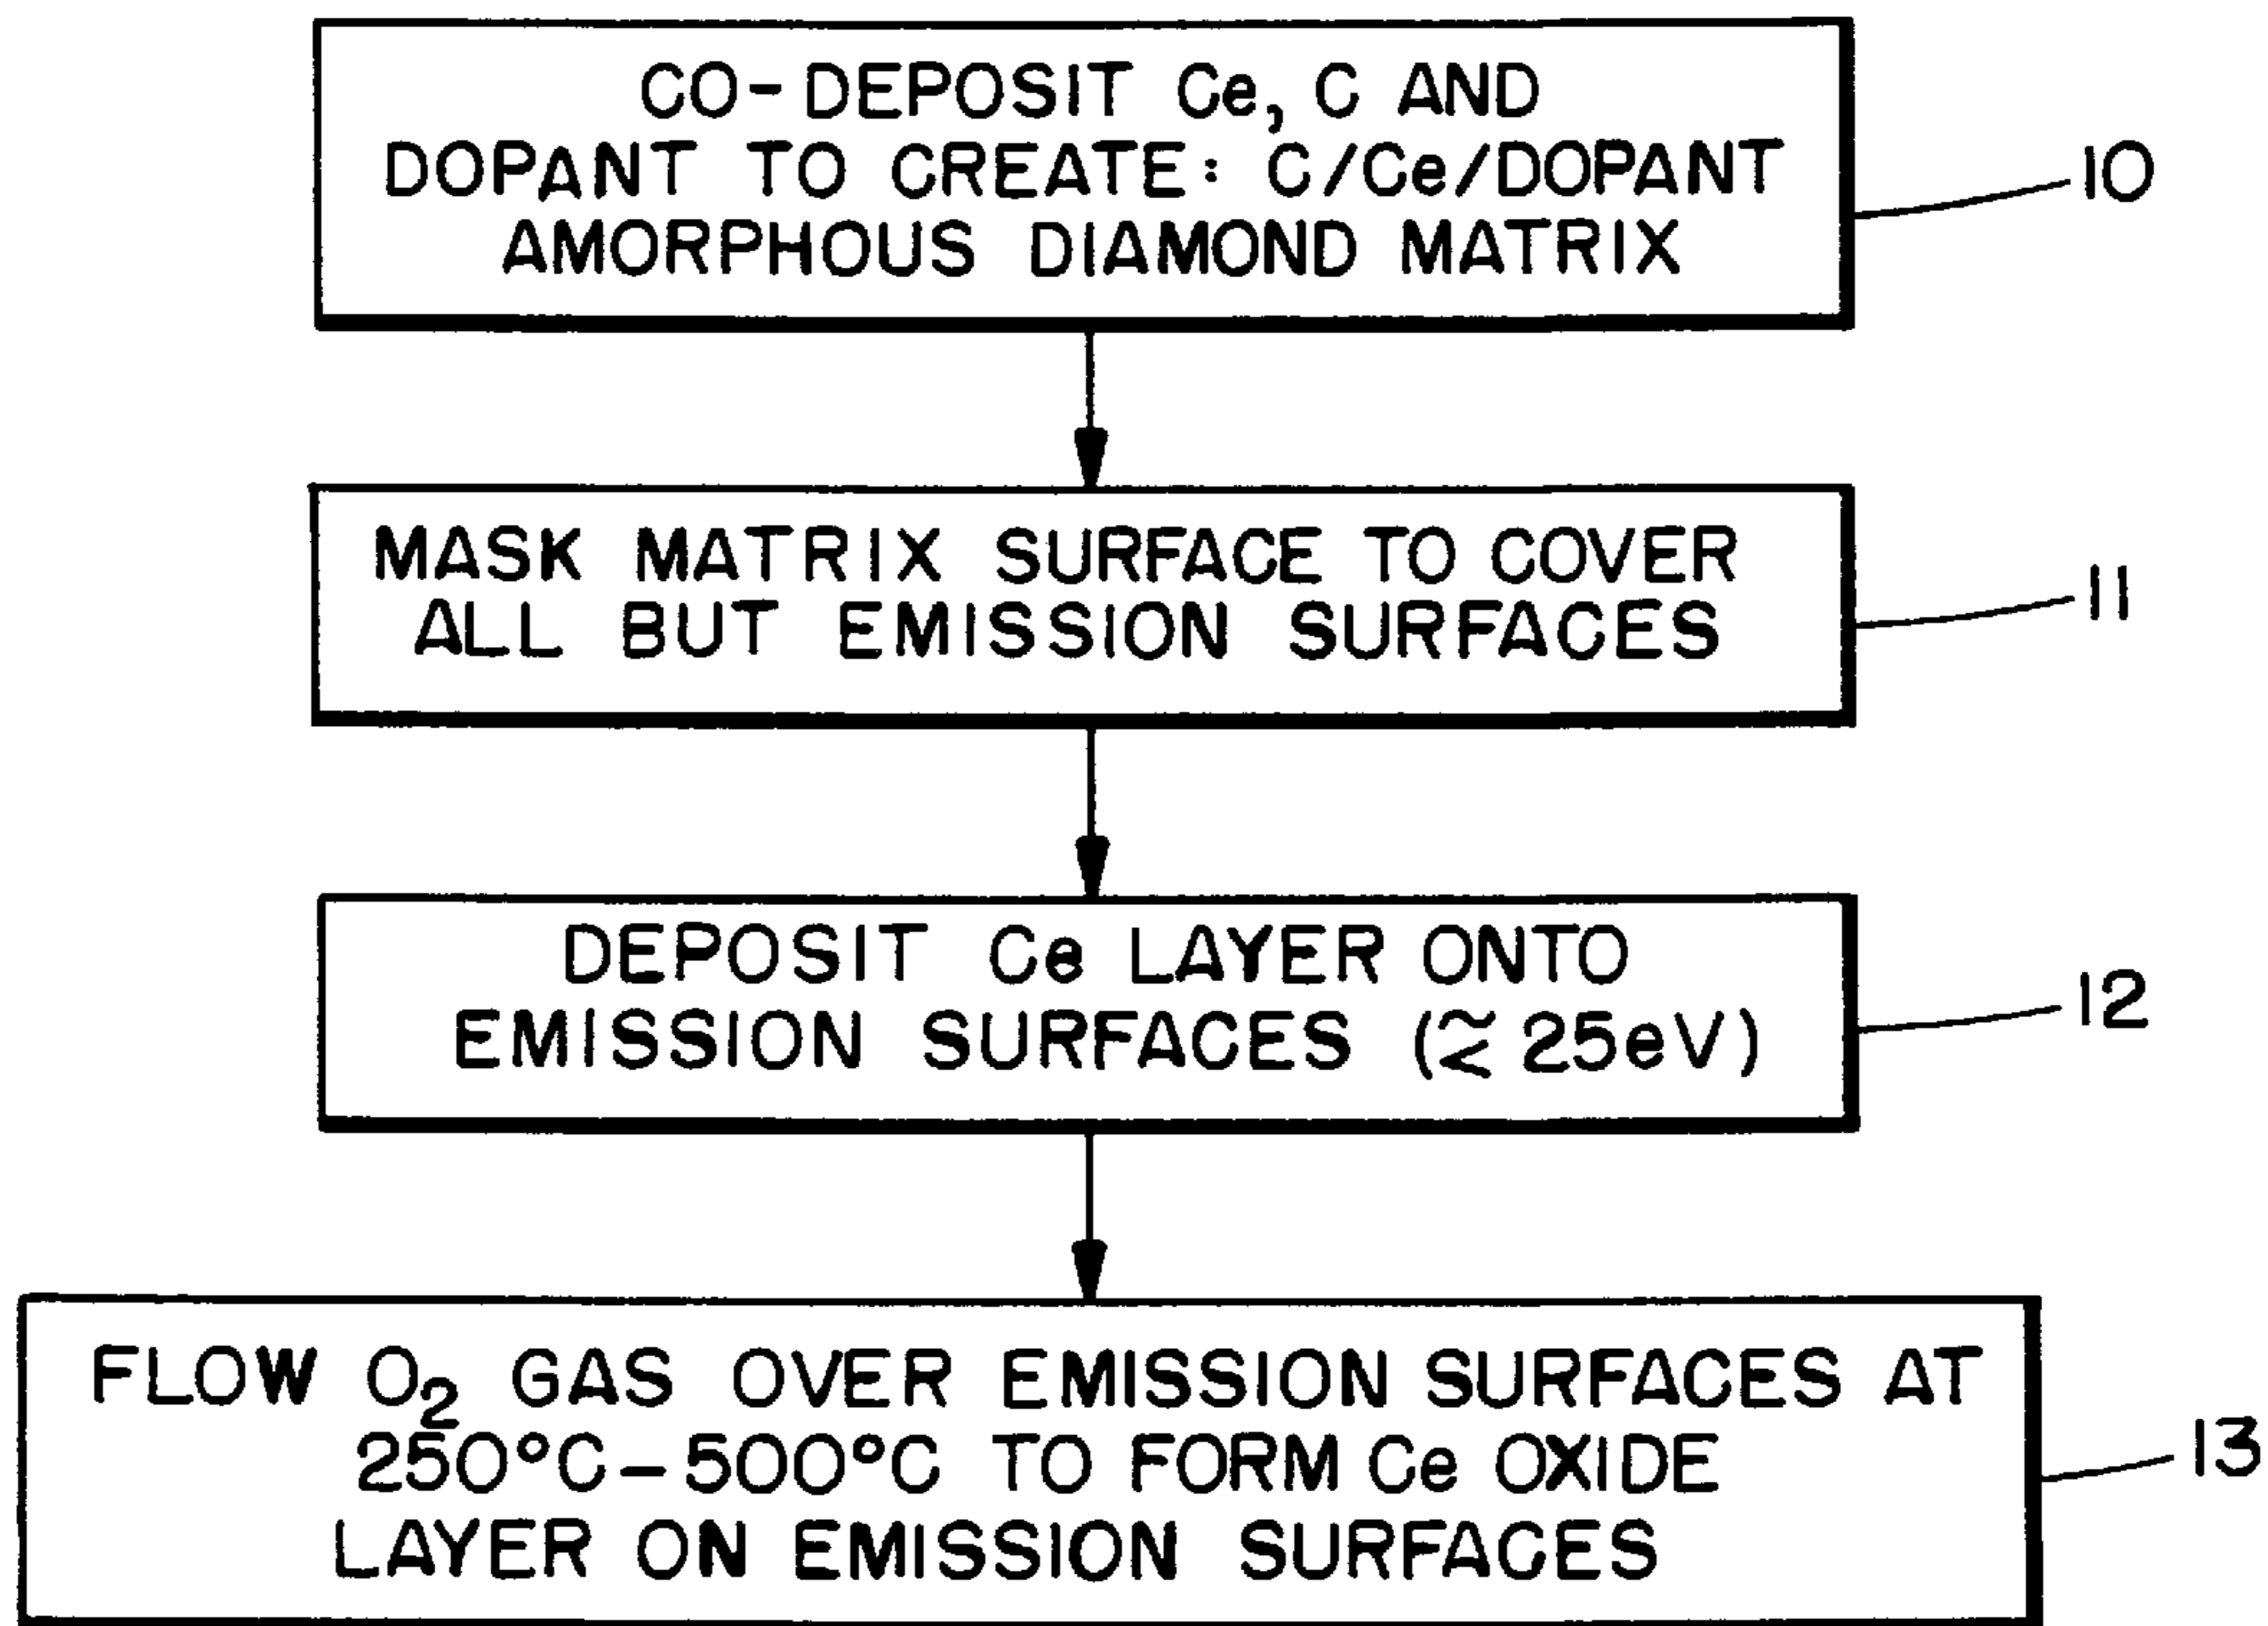 CO-DEPOSIT Ce, C AND
DOPANT TO CREATE: C/Ce/DOPANT
AMORPHOUS DIAMOND MATRIX
10
MASK MATRIX SURFACE TO COVER
ALL BUT EMISSION SURFACES
11
DEPOSIT Ce LAYER ONTO
EMISSION SURFACES (⪝ 25eV)
12
FLOW O₂ GAS OVER EMISSION SURFACES AT
250°C – 500°C TO FORM Ce OXIDE
LAYER ON EMISSION SURFACES
13